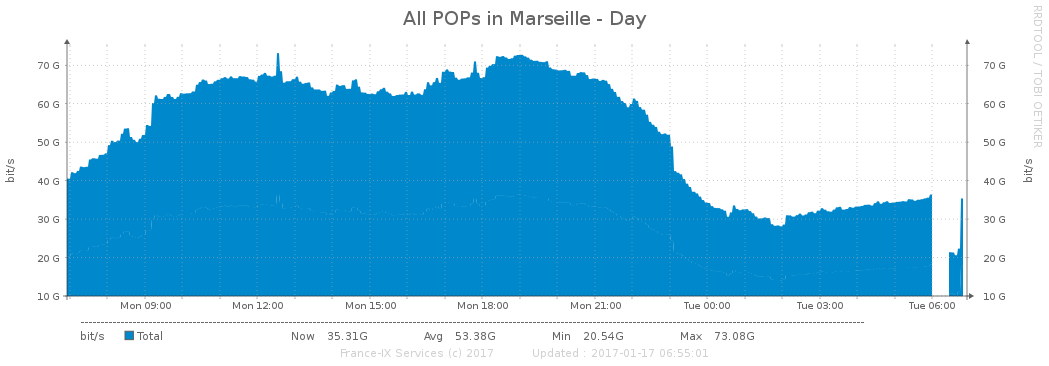 All POPs in Marseille - Day
RRDTOOL / TOBI OETIKER
bit/s
bit/s
70 G 70 G
60 G 60 G
50 G 50 G
40 G 40 G
30 G 30 G
20 G 20 G
10 G 10 G
Mon 09:00 Mon 12:00 Mon 15:00 Mon 18:00 Mon 21:00 Tue 00:00 Tue 03:00 Tue 06:00
bit/s Total Now 35.31G Avg 53.38G Min 20.54G Max 73.08G
France-IX Services (c) 2017 Updated : 2017-01-17 06:55:01